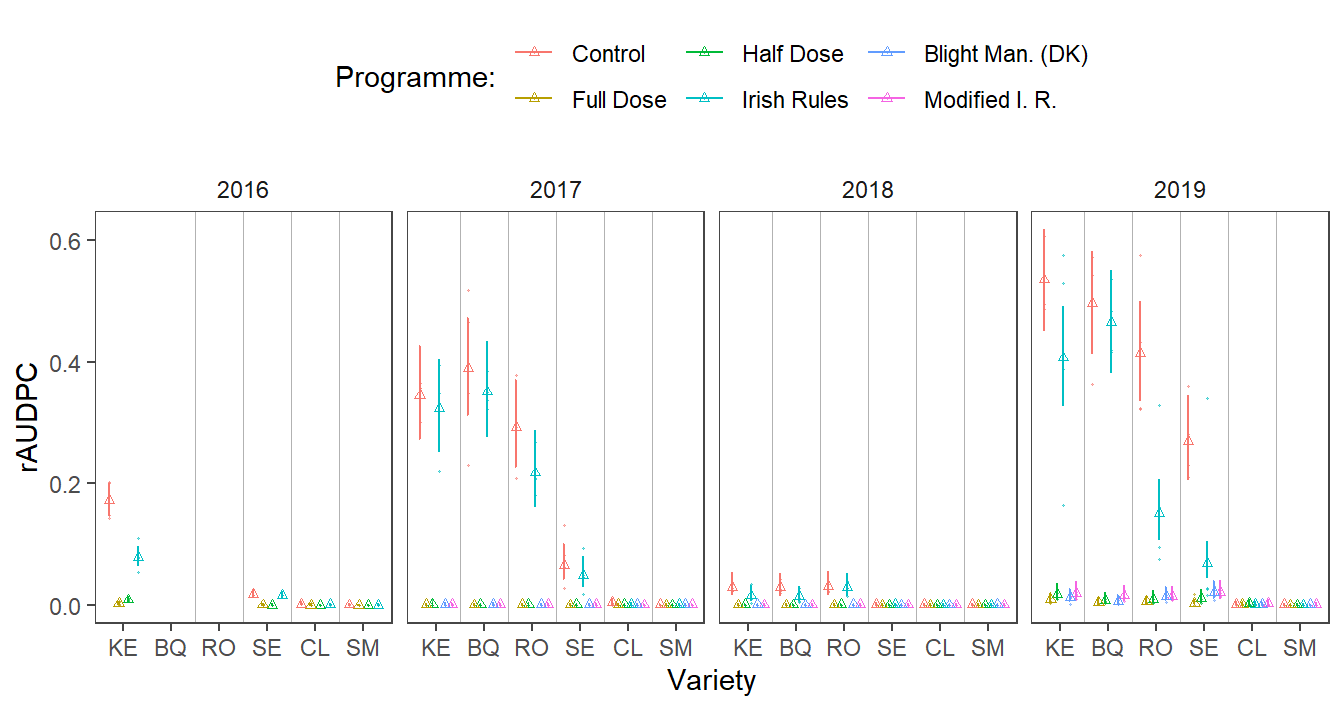 Programme:
Control Half Dose Blight Man. (DK)
Full Dose Irish Rules Modified I. R.
2016 2017 2018 2019
rAUDPC
0.6
0.4
0.2
0.0
KE BQ RO SE CL SM KE BQ RO SE CL SM KE BQ RO SE CL SM KE BQ RO SE CL SM
Variety